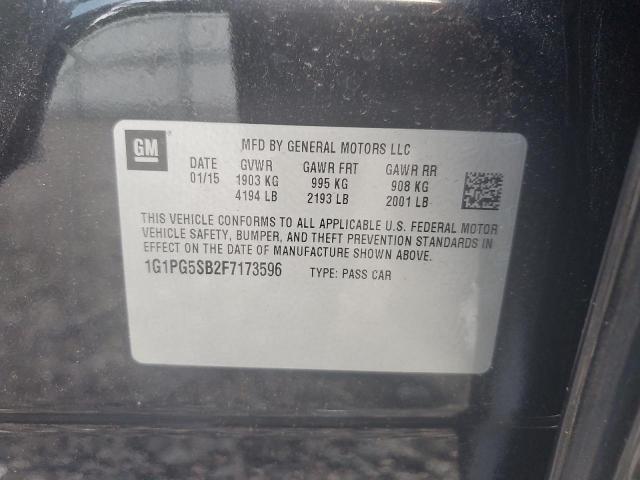 GM
MFD BY GENERAL MOTORS LLC
DATE GVWR GAWR FRT GAWR RR
01/15 1903 KG 995 KG 908 KG
4194 LB 2193 LB 2001 LB
THIS VEHICLE CONFORMS TO ALL APPLICABLE U.S. FEDERAL MOTOR
VEHICLE SAFETY, BUMPER, AND THEFT PREVENTION STANDARDS IN
EFFECT ON THE DATE OF MANUFACTURE SHOWN ABOVE.
1G1PG5SB2F7173596 TYPE: PASS CAR